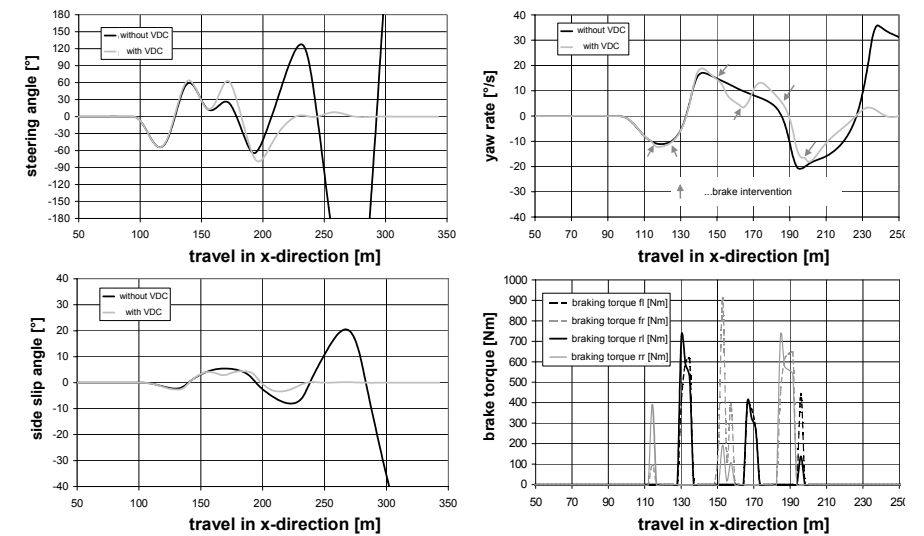 steering angle [°]
180
150
120
90
60
30
0
-30
-60
-90
-120
-150
-180
without VDC
with VDC
50 100 150 200 250 300 350
travel in x-direction [m]
yaw rate [°/s]
40
30
20
10
0
-10
-20
-30
-40
without VDC
with VDC
...brake intervention
50 70 90 110 130 150 170 190 210 230 250
travel in x-direction [m]
side slip angle [°]
40
30
20
10
0
-10
-20
-30
-40
without VDC
with VDC
50 100 150 200 250 300 350
travel in x-direction [m]
brake torque [Nm]
1000
900
800
700
600
500
400
300
200
100
0
braking torque fl [Nm]
braking torque fr [Nm]
braking torque rl [Nm]
braking torque rr [Nm]
50 70 90 110 130 150 170 190 210 230 250
travel in x-direction [m]